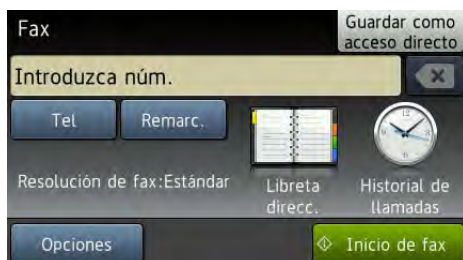 Fax
Guardar como
acceso directo
Introduzca núm.
Tel
Remarc.
Resolución de fax:Estándar
Libreta
direcc.
Historial de
llamadas
Opciones
Inicio de fax